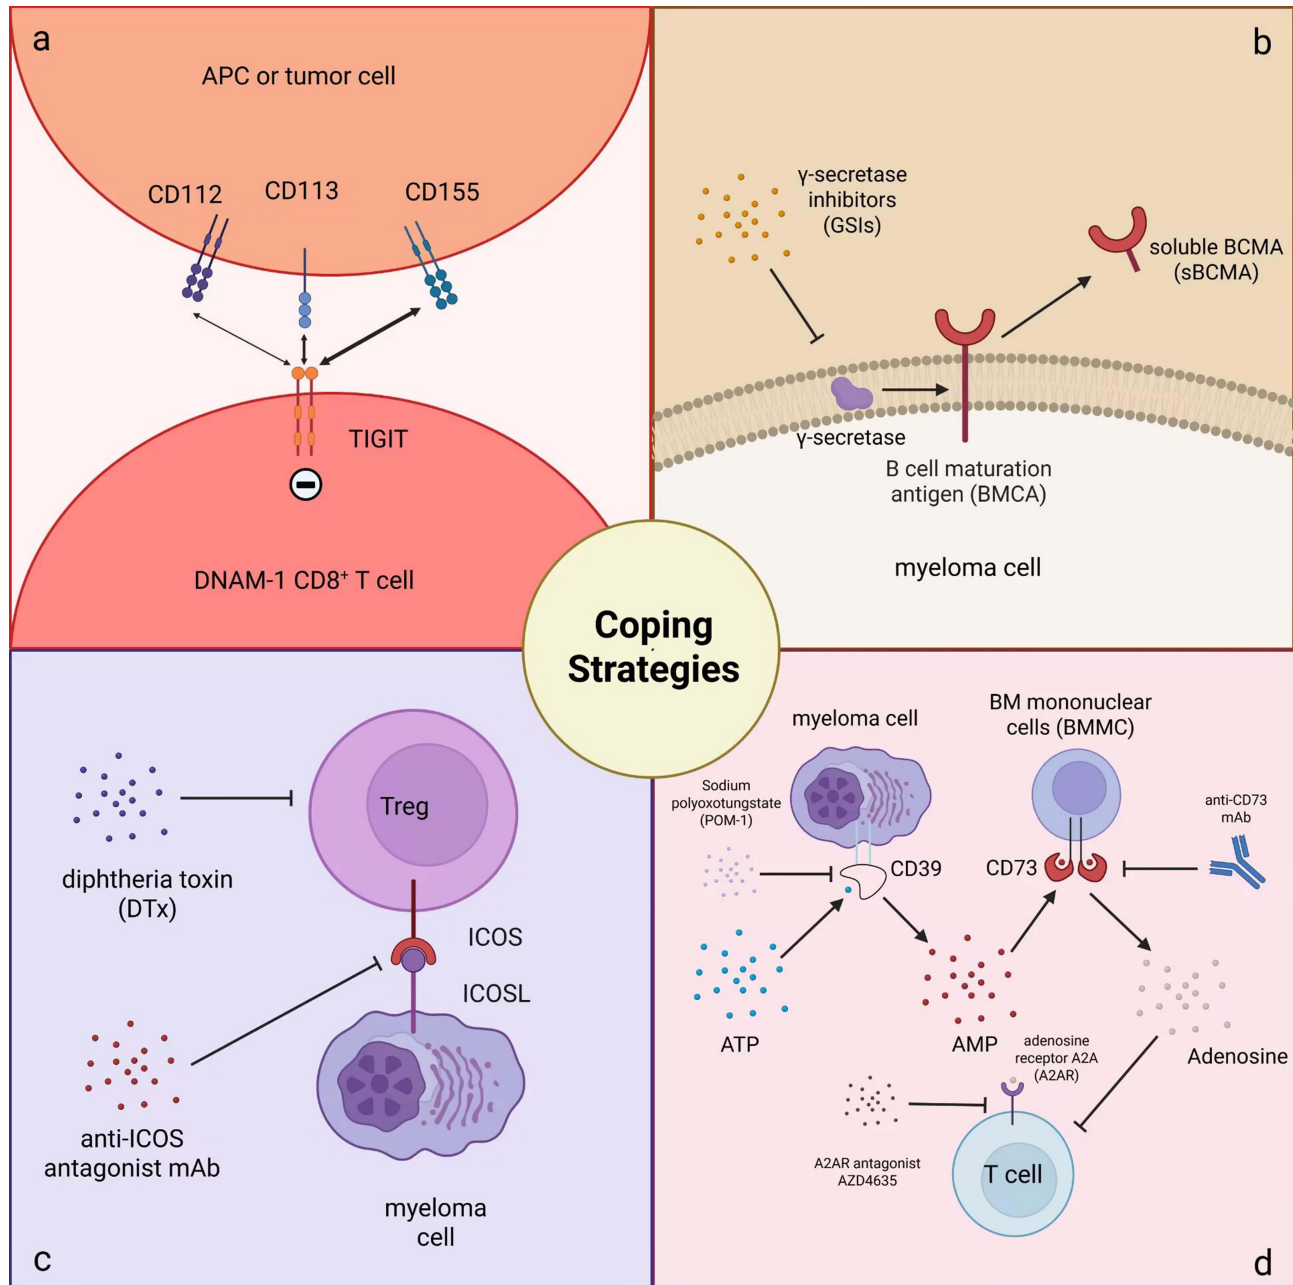 a
APC or tumor cell
CD112
CD113
CD155
TIGIT
DNAM-1 CD8⁺ T cell
b
γ-secretase
inhibitors
(GSIs)
soluble BCMA
(sBCMA)
γ-secretase
B cell maturation
antigen (BMCA)
myeloma cell
Coping
Strategies
Treg
diphtheria toxin
(DTx)
ICOS
ICOSL
anti-ICOS
antagonist mAb
myeloma
cell
c
myeloma cell
BM mononuclear
cells (BMMC)
Sodium
polyoxotungstate
(POM-1)
anti-CD73
mAb
CD39
CD73
ATP
AMP
adenosine
receptor A2A
(A2AR)
Adenosine
A2AR antagonist
AZD4635
T cell
d